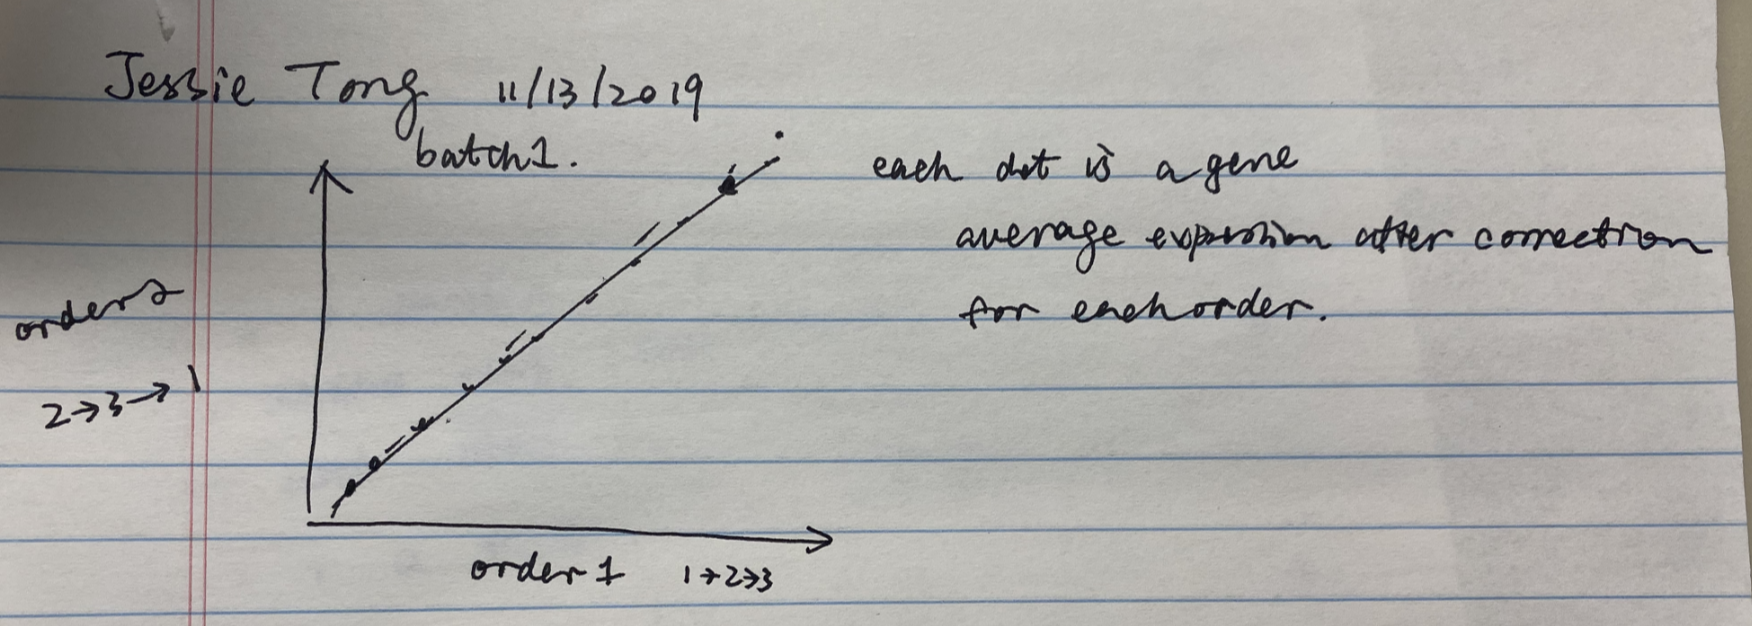 Jessie Tong 11/13/2019
batch1.
each dot is a gene
average expression after correction
for each order.
order2
2→3→1
order1 1→2→3